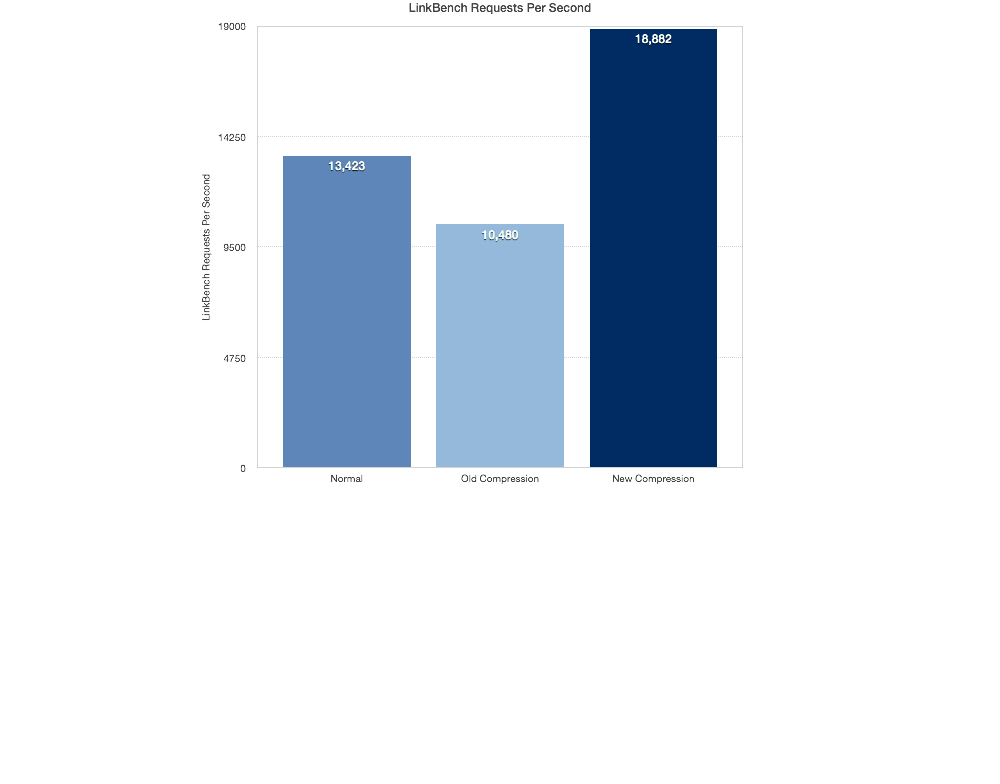 LinkBench Requests Per Second
19000
14250
9500
4750
0
LinkBench Requests Per Second
13,423
10,480
18,882
Normal
Old Compression
New Compression